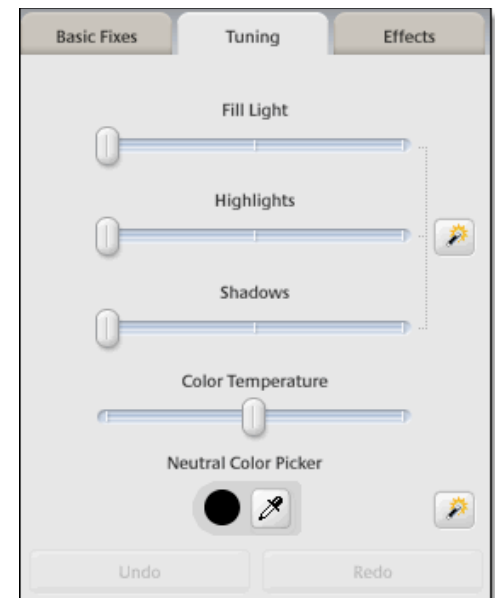 Basic Fixes
Tuning
Effects
Fill Light
Highlights
Shadows
Color Temperature
Neutral Color Picker
Undo
Redo